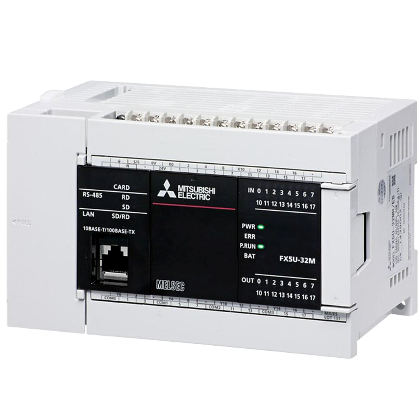 CARD
RS-485 RD
SD
LAN SD/RD
10BASE-T/100BASE-TX
MITSUBISHI
ELECTRIC
MELSEC
IN 0 1 2 3 4 5 6 7
10 11 12 13 14 15 16 17
PWR
ERR
P.RUN
BAT
FX5U-32M
OUT 0 1 2 3 4 5 6 7
10 11 12 13 14 15 16 17